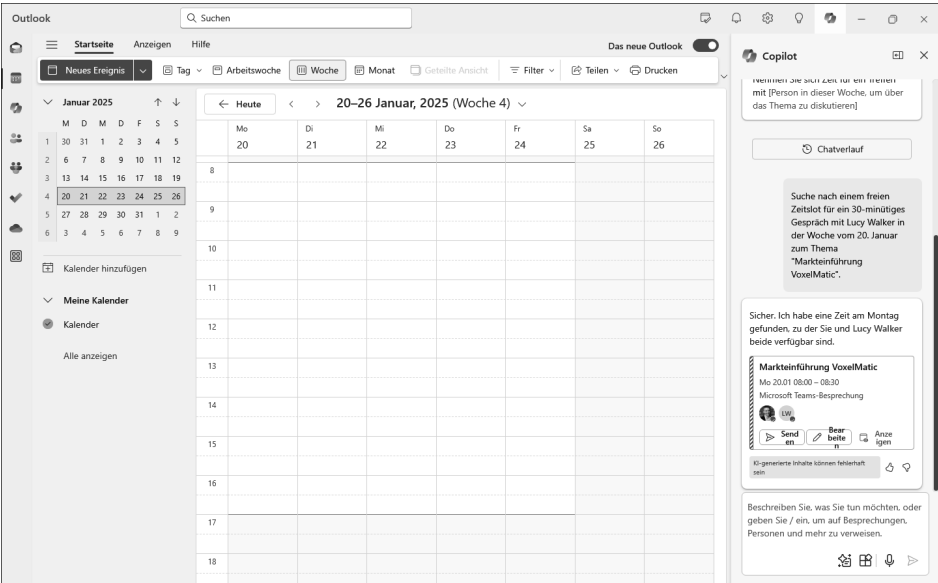 Outlook
Suchen
Startseite Anzeigen Hilfe
Das neue Outlook
Neues Ereignis Tag Arbeitswoche Woche Monat Geteilte Ansicht Filter Teilen Drucken
Januar 2025
M D M D F S S
1 30 31 1 2 3 4 5
2 6 7 8 9 10 11 12
3 13 14 15 16 17 18 19
4 20 21 22 23 24 25 26
5 27 28 29 30 31 1 2
6 3 4 5 6 7 8 9
Kalender hinzufügen
Meine Kalender
Kalender
Alle anzeigen
Heute 20–26 Januar, 2025 (Woche 4)
Mo Di Mi Do Fr Sa So
20 21 22 23 24 25 26
8
9
10
11
12
13
14
15
16
17
18
Copilot
Nehmen Sie sich Zeit für ein Treffen
mit [Person in dieser Woche, um über
das Thema zu diskutieren]
Chatverlauf
Suche nach einem freien
Zeitslot für ein 30-minütiges
Gespräch mit Lucy Walker in
der Woche vom 20. Januar
zum Thema
"Markteinführung
VoxelMatic".
Sicher. Ich habe eine Zeit am Montag
gefunden, zu der Sie und Lucy Walker
beide verfügbar sind.
Markteinführung VoxelMatic
Mo 20.01 08:00 – 08:30
Microsoft Teams-Besprechung
LW
Send
en
Bear
beite
n
Anze
igen
KI-generierte Inhalte können fehlerhaft
sein
Beschreiben Sie, was Sie tun möchten, oder
geben Sie / ein, um auf Besprechungen,
Personen und mehr zu verweisen.